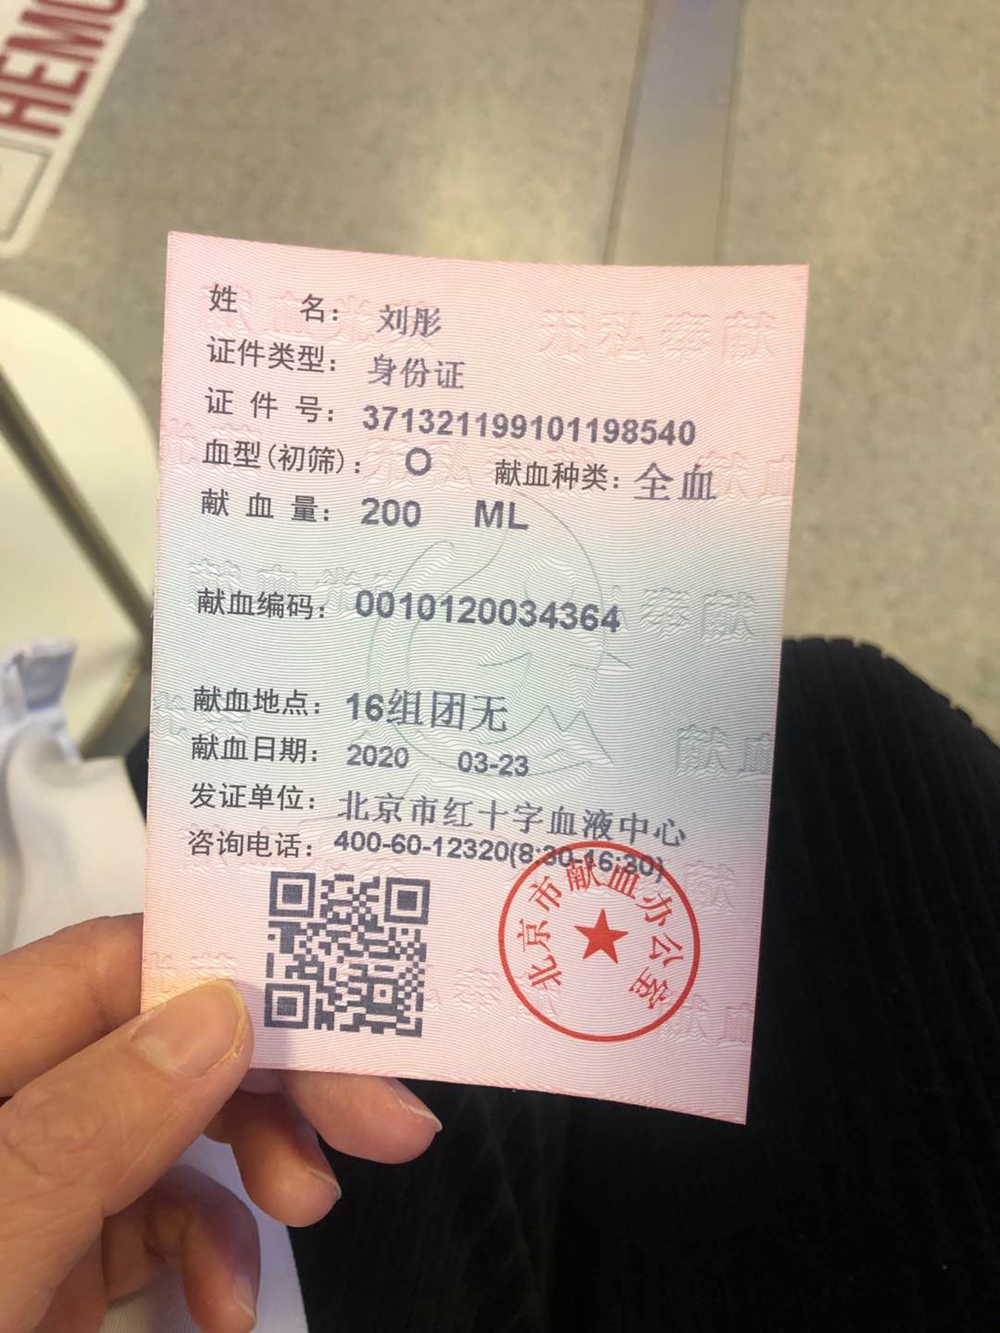 HEMO
姓 名： 刘彤
证件类型： 身份证
证 件 号： 371321199101198540
血型(初筛)： O 献血种类： 全血
献 血 量： 200 ML
献血编码： 0010120034364
献血地点： 16组团无
献血日期： 2020 03-23
发证单位： 北京市红十字血液中心
咨询电话： 400-60-12320(8:30-16:30)
北京市献血办公室
无私奉献